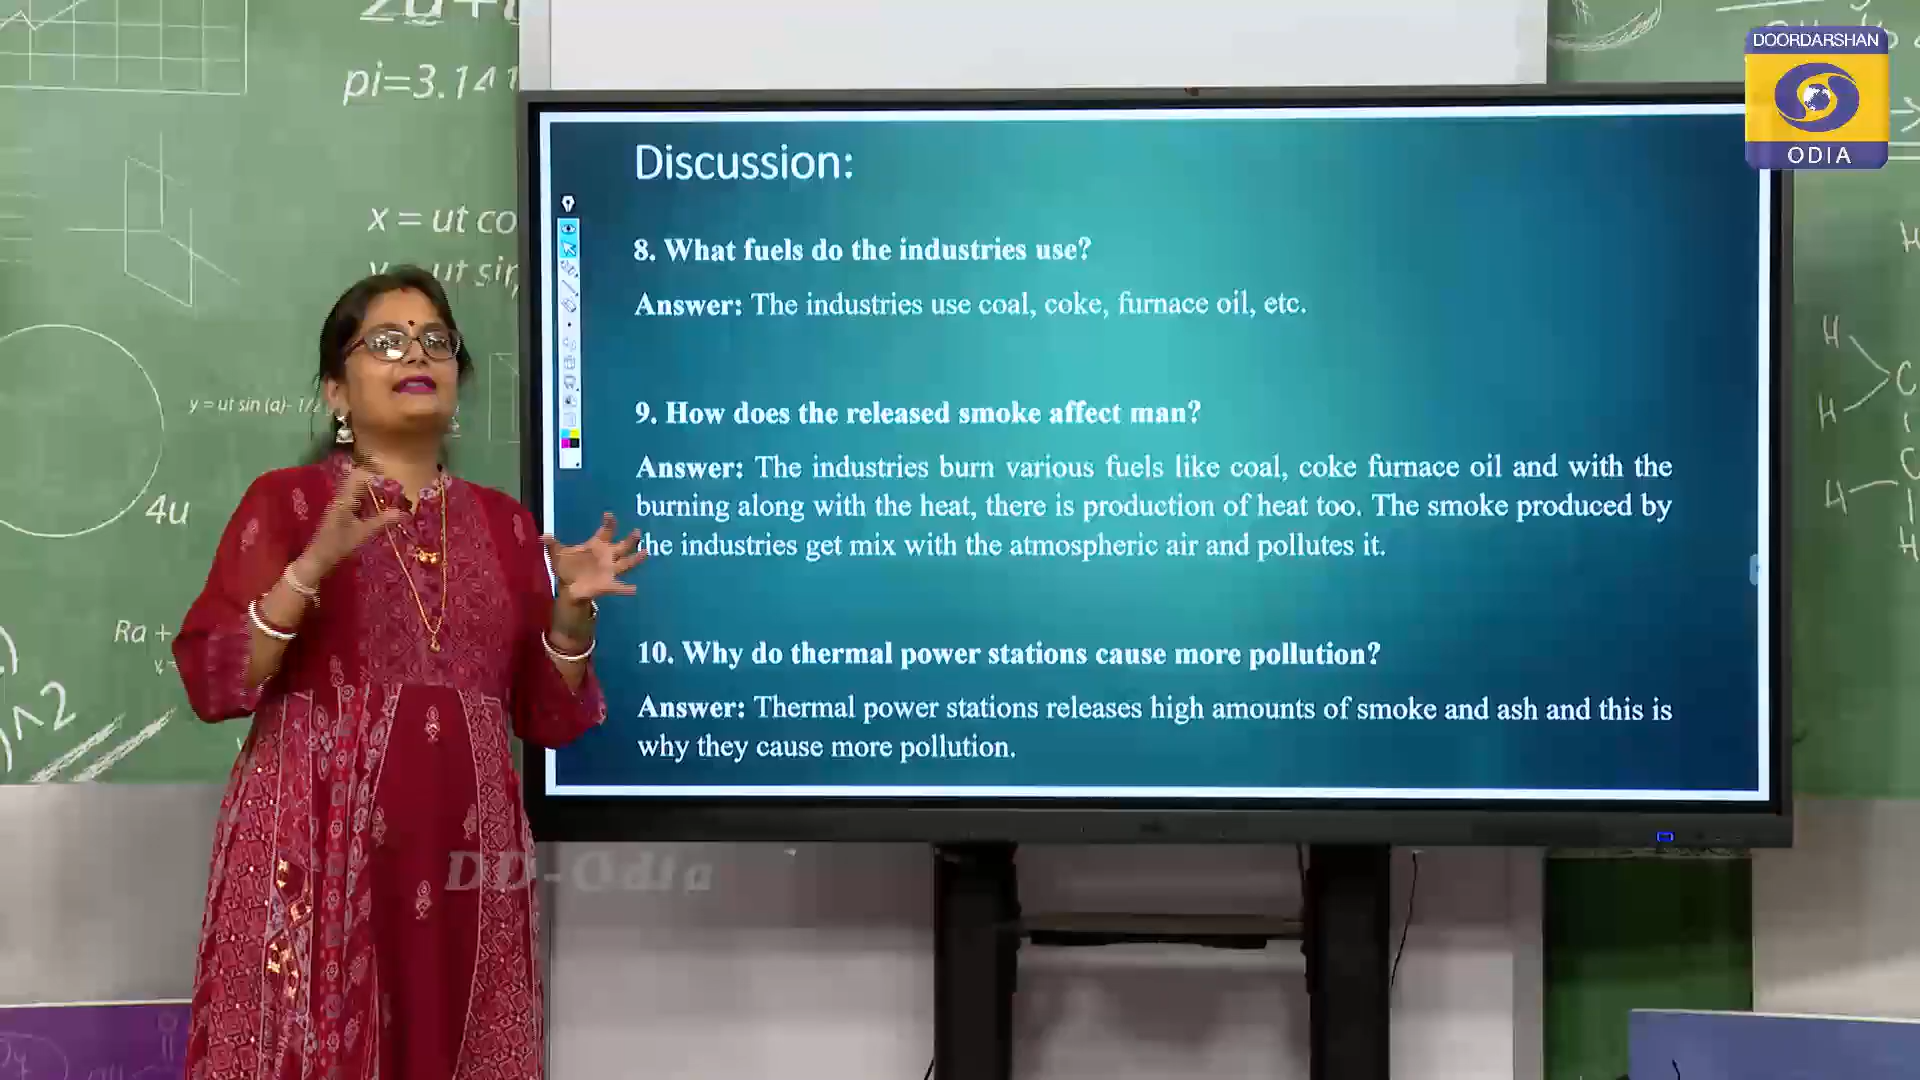 pi=3.141
DOORDARSHAN
ODIA
x = ut co
y = ut sin
y = ut sin (a)- 1/2
4u
Ra +
Discussion:
8. What fuels do the industries use?
Answer: The industries use coal, coke, furnace oil, etc.
9. How does the released smoke affect man?
Answer: The industries burn various fuels like coal, coke furnace oil and with the
burning along with the heat, there is production of heat too. The smoke produced by
the industries get mix with the atmospheric air and pollutes it.
10. Why do thermal power stations cause more pollution?
Answer: Thermal power stations releases high amounts of smoke and ash and this is
why they cause more pollution.
H
H
C
H
C
H
H
DD-Odia